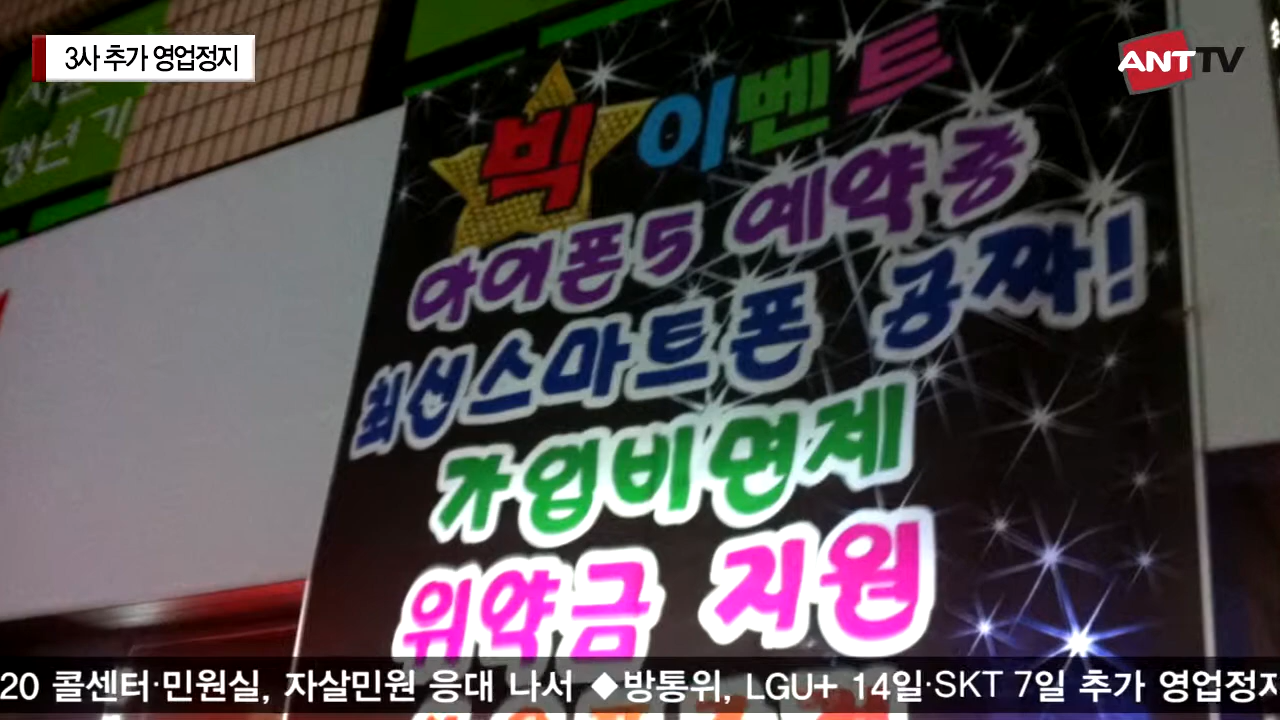 3사 추가 영업정지
ANT TV
빅 이벤트
아이폰5 예약중
최신스마트폰 공짜!
가입비면제
위약금 지원
20 콜센터·민원실, 자살민원 응대 나서 ◆방통위, LGU+ 14일·SKT 7일 추가 영업정지